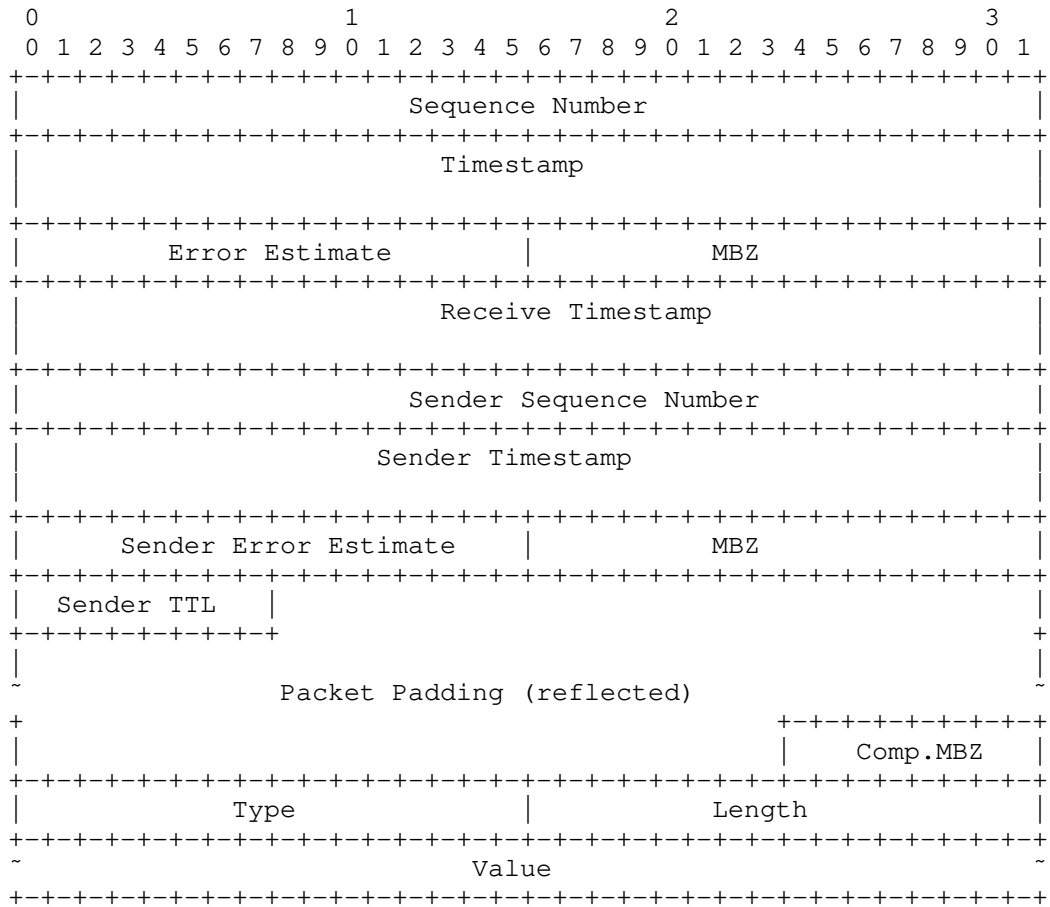 0                   1                   2                   3
0 1 2 3 4 5 6 7 8 9 0 1 2 3 4 5 6 7 8 9 0 1 2 3 4 5 6 7 8 9 0 1
Sequence Number
Timestamp
Error Estimate | MBZ
Receive Timestamp
Sender Sequence Number
Sender Timestamp
Sender Error Estimate | MBZ
Sender TTL
Packet Padding (reflected)
Comp.MBZ
Type | Length
Value